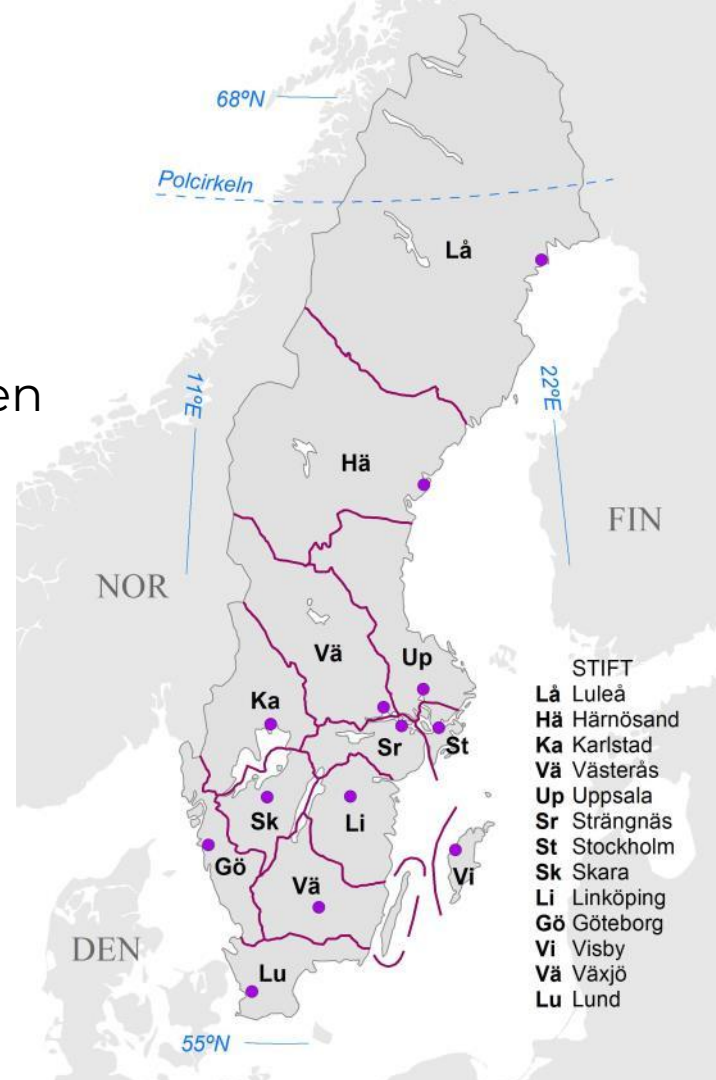 68ºN
Polcirkeln
Lå
en
11ºE
22ºE
Hä
FIN
NOR
Vä
Up
Ka
Sr
St
Sk
Li
Gö
Vä
Vi
DEN
Lu
55ºN
STIFT
Lå Luleå
Hä Härnösand
Ka Karlstad
Vä Västerås
Up Uppsala
Sr Strängnäs
St Stockholm
Sk Skara
Li Linköping
Gö Göteborg
Vi Visby
Vä Växjö
Lu Lund